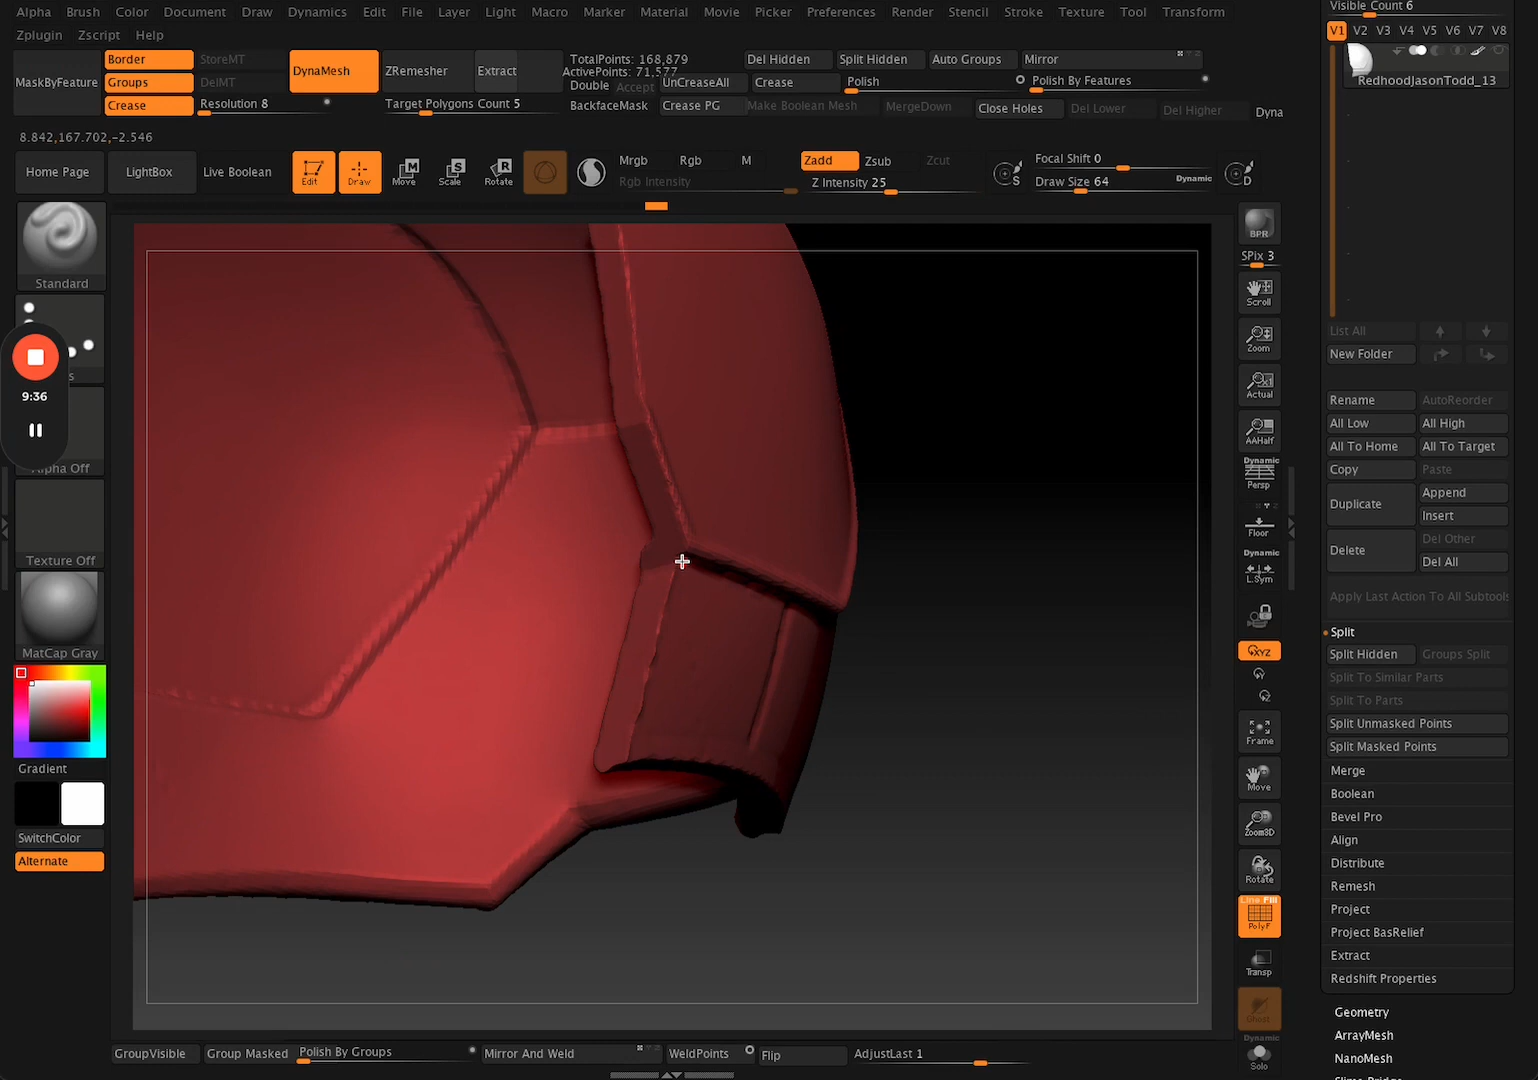 Alpha Brush Color Document Draw Dynamics Edit File Layer Light Macro Marker Material Movie Picker Preferences Render Stencil Stroke Texture Tool Transform
Zplugin Zscript Help
MaskByFeature
Border
Groups
Crease
StoreMT
DelMT
Resolution 8
DynaMesh
ZRemesher
Extract
Target Polygons Count 5
TotalPoints: 168,879
ActivePoints: 71,577
Double
Accept
BackfaceMask
UnCreaseAll
Crease PG
Del Hidden
Crease
Make Boolean Mesh
Split Hidden
Polish
MergeDown
Auto Groups
Close Holes
Mirror
Polish By Features
Del Lower
Del Higher
Dyna
8.842,167.702,-2.546
Home Page
LightBox
Live Boolean
Edit
Draw
Move
Scale
Rotate
Mrgb Rgb M
Rgb Intensity
Zadd Zsub Zcut
Z Intensity 25
S
Focal Shift 0
Draw Size 64
Dynamic
D
Standard
s
9:36
Alpha Off
Texture Off
MatCap Gray
Gradient
SwitchColor
Alternate
BPR
SPix 3
Scroll
Zoom
Actual
AAHalf
Dynamic
Persp
Floor
Dynamic
L.Sym
XYZ
Y
Z
Frame
Move
Zoom3D
Rotate
Line Fill
PolyF
Transp
Ghost
Dynamic
Solo
Visible Count 6
V1 V2 V3 V4 V5 V6 V7 V8
RedhoodJasonTodd_13
List All
New Folder
Rename AutoReorder
All Low All High
All To Home All To Target
Copy Paste
Duplicate
Append
Insert
Delete
Del Other
Del All
Apply Last Action To All Subtools
Split
Split Hidden Groups Split
Split To Similar Parts
Split To Parts
Split Unmasked Points
Split Masked Points
Merge
Boolean
Bevel Pro
Align
Distribute
Remesh
Project
Project BasRelief
Extract
Redshift Properties
Geometry
ArrayMesh
NanoMesh
GroupVisible Group Masked Polish By Groups Mirror And Weld WeldPoints Flip AdjustLast 1